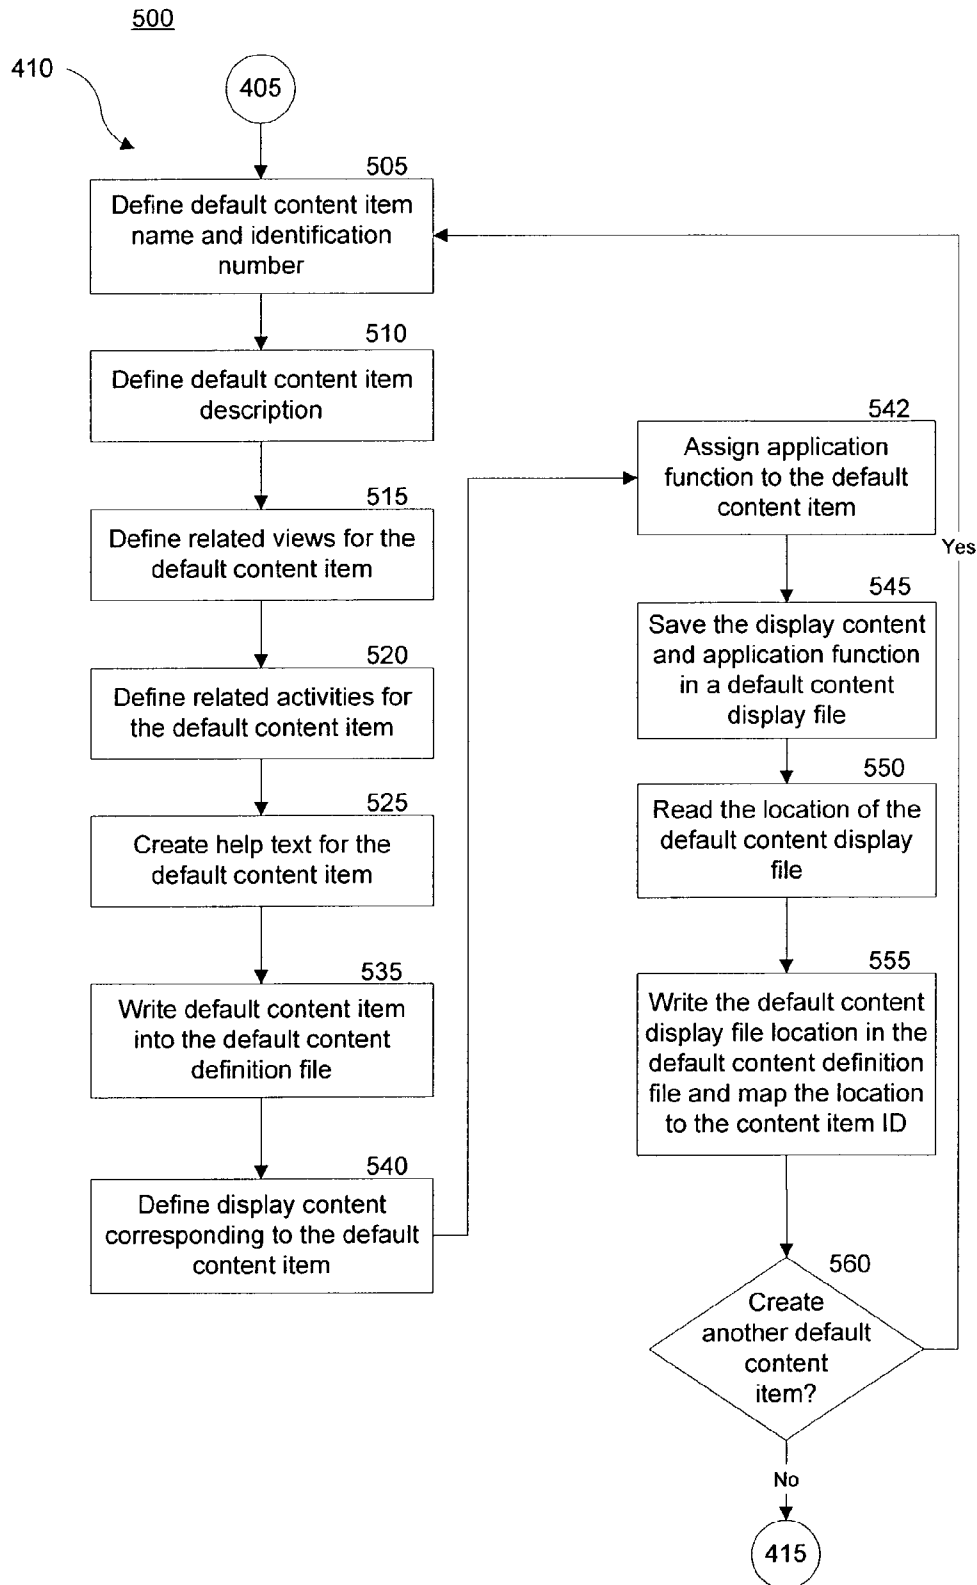 500
410
405
505
Define default content item
name and identification
number
510
Define default content item
description
515
Define related views for the
default content item
520
Define related activities for
the default content item
525
Create help text for the
default content item
535
Write default content item
into the default content
definition file
540
Define display content
corresponding to the default
content item
542
Assign application
function to the default
content item
Yes
545
Save the display content
and application function
in a default content
display file
550
Read the location of the
default content display
file
555
Write the default content
display file location in the
default content definition
file and map the location
to the content item ID
560
Create
another default
content
item?
No
415